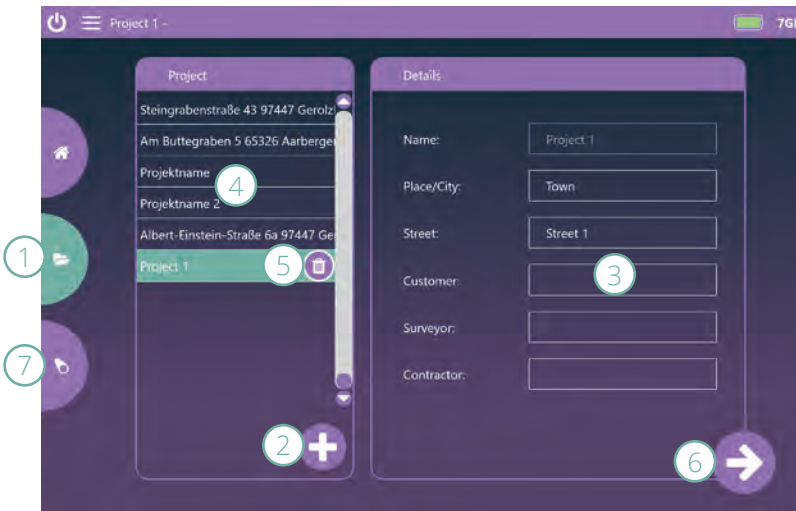 Project 1 -
7GI
Project
Details
Steingrabenstraße 43 97447 Gerolzl
Am Buttegraben 5 65326 Aarberger
Projektname
4
Projektname 2
Albert-Einstein-Straße 6a 97447 Ge
Project 1
5
Name:
Project 1
Place/City:
Town
Street:
Street 1
Customer:
3
Surveyor:
Contractor:
1
7
2
6